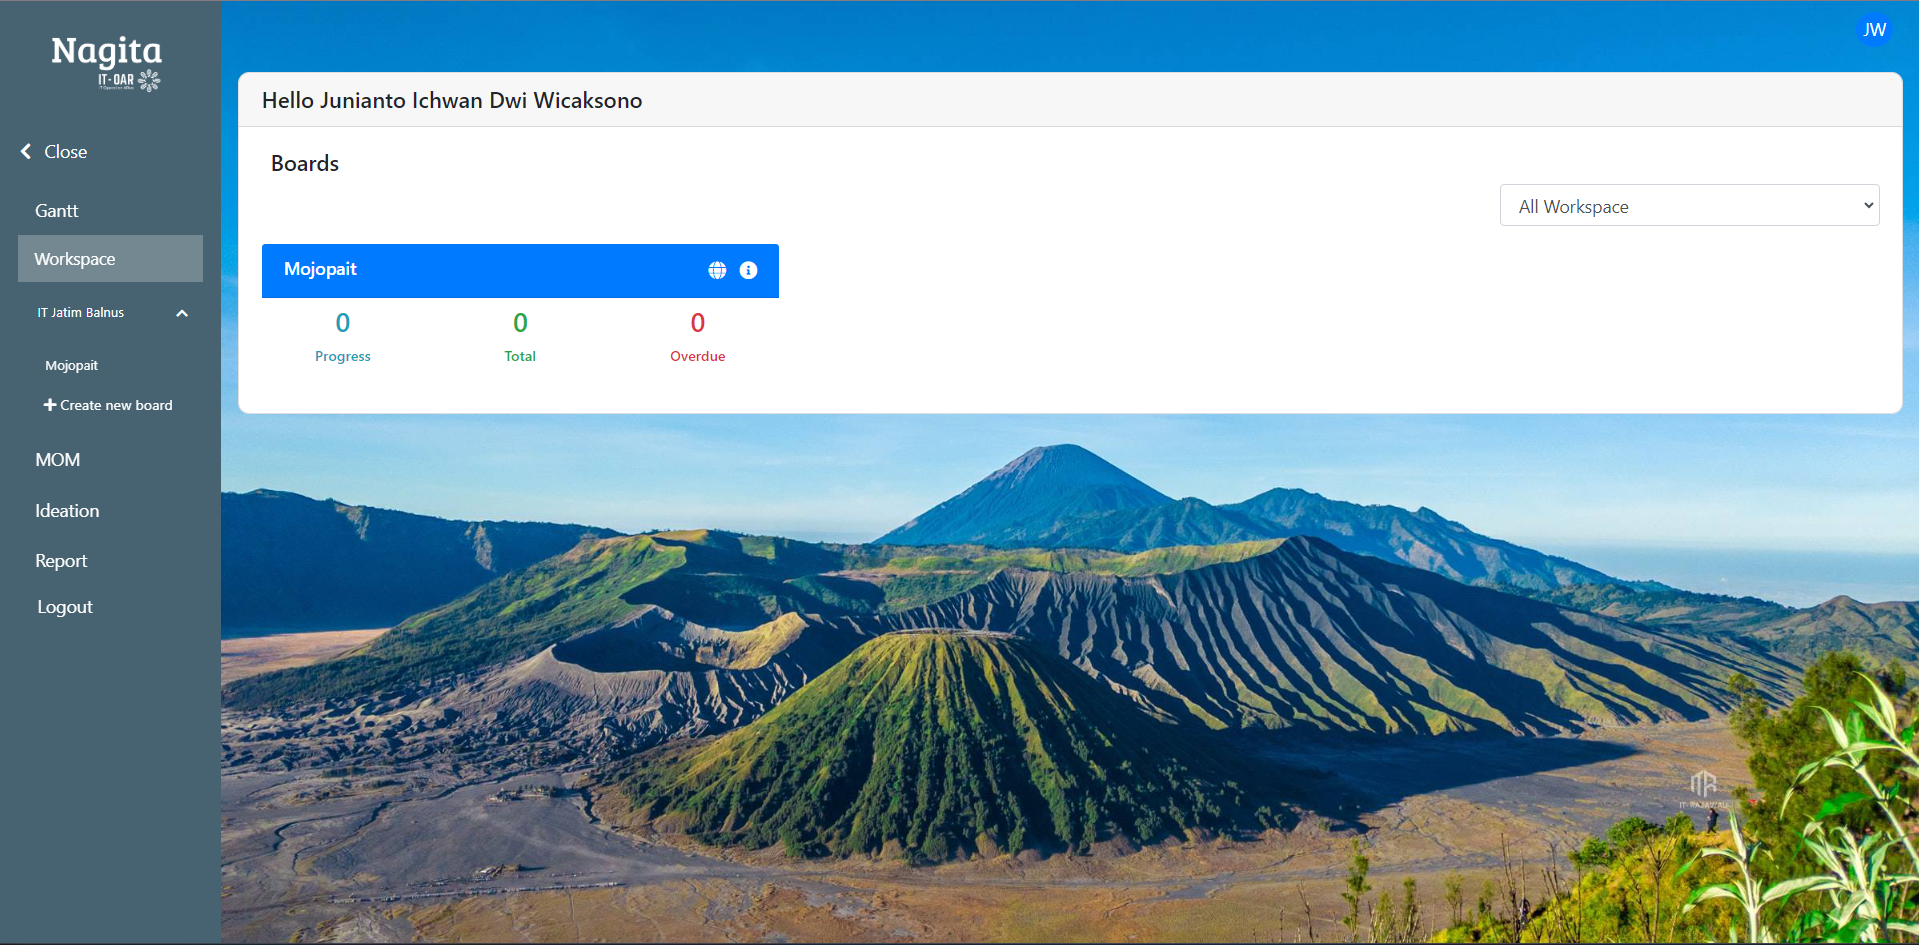 Nagita
IT-OAR
Close
Gantt
Workspace
IT Jatim Balnus
Mojopait
Create new board
MOM
Ideation
Report
Logout
JW
Hello Junianto Ichwan Dwi Wicaksono
Boards
All Workspace
Mojopait
0 0 0
Progress Total Overdue